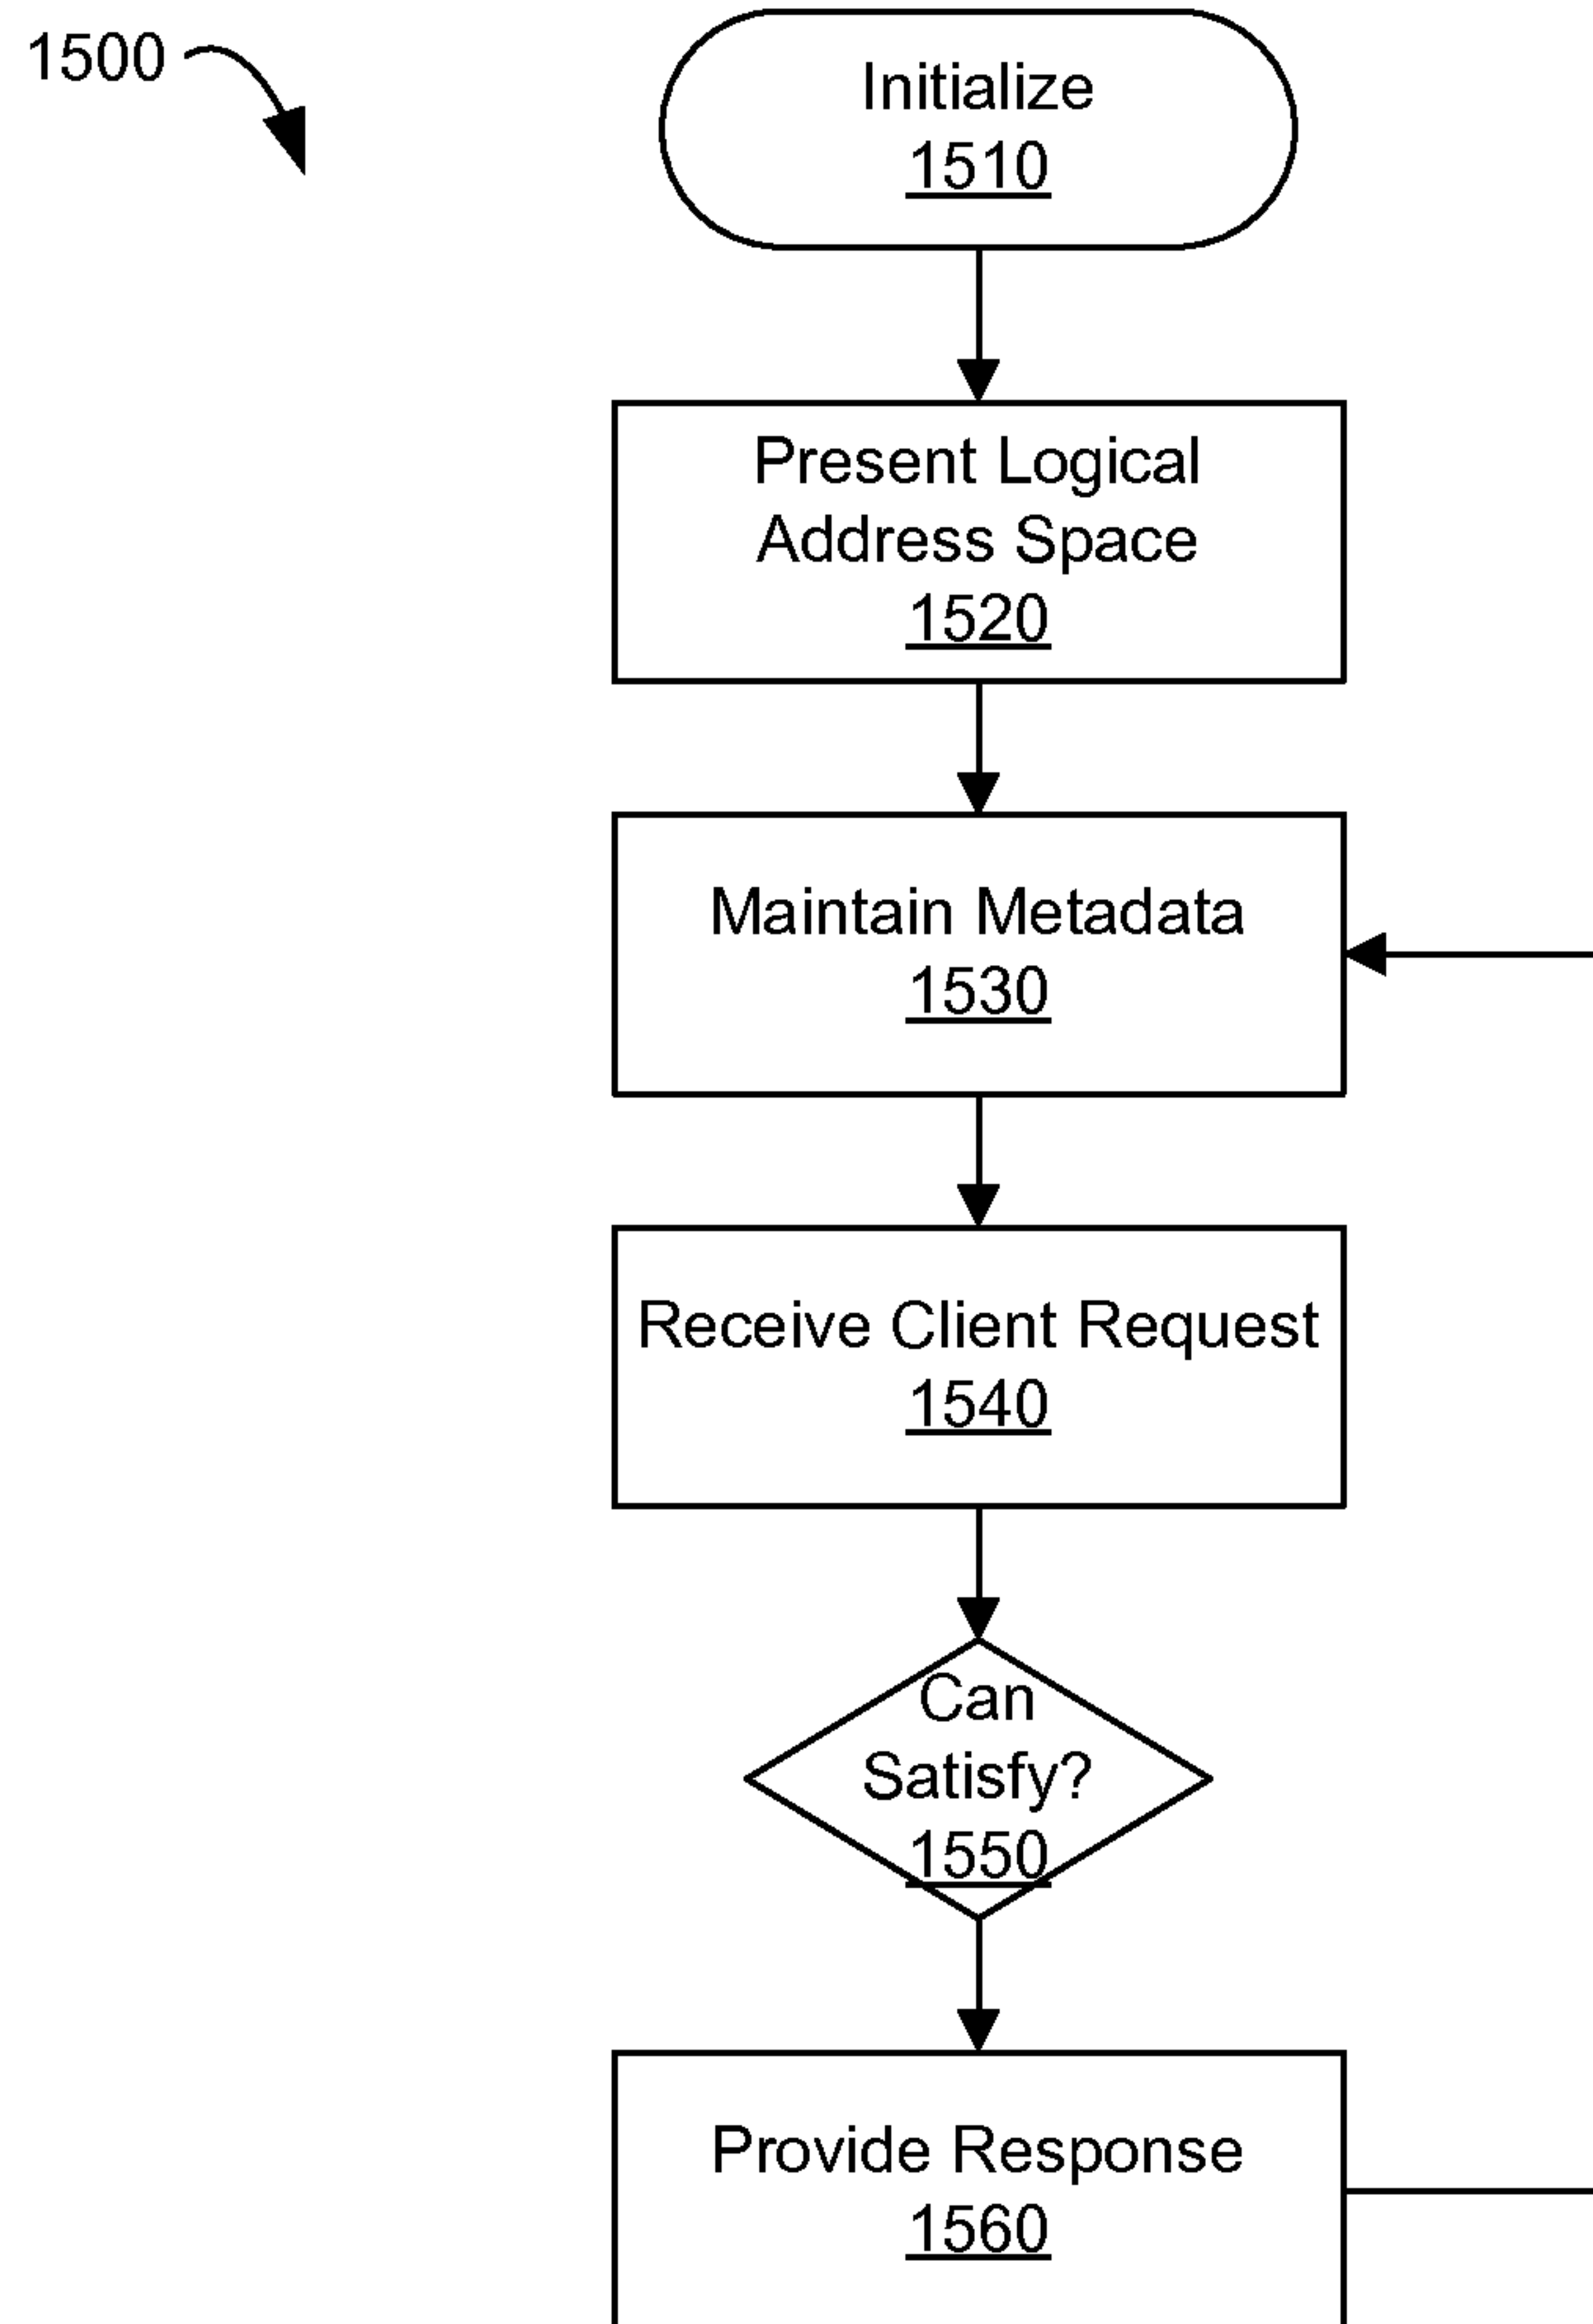 1500
Initialize
1510
Present Logical
Address Space
1520
Maintain Metadata
1530
Receive Client Request
1540
Can
Satisfy?
1550
Provide Response
1560